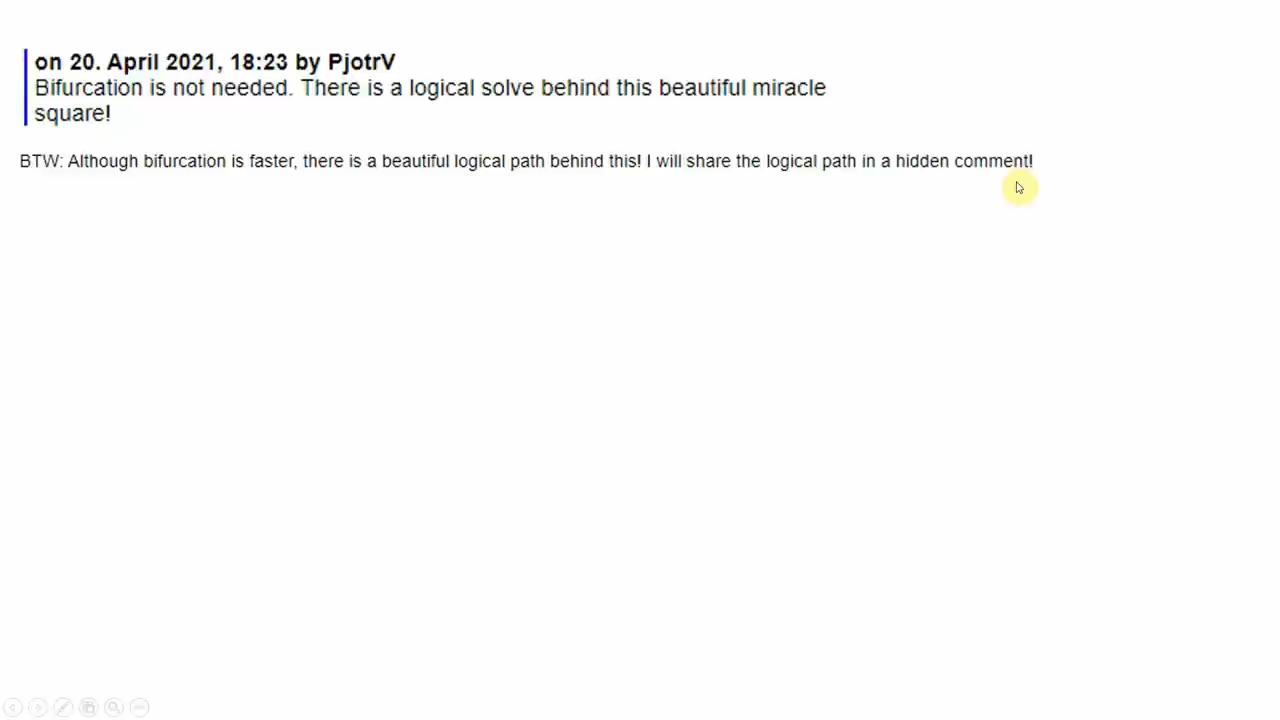 on 20. April 2021, 18:23 by PjotrV
Bifurcation is not needed. There is a logical solve behind this beautiful miracle
square!
BTW: Although bifurcation is faster, there is a beautiful logical path behind this! I will share the logical path in a hidden comment!